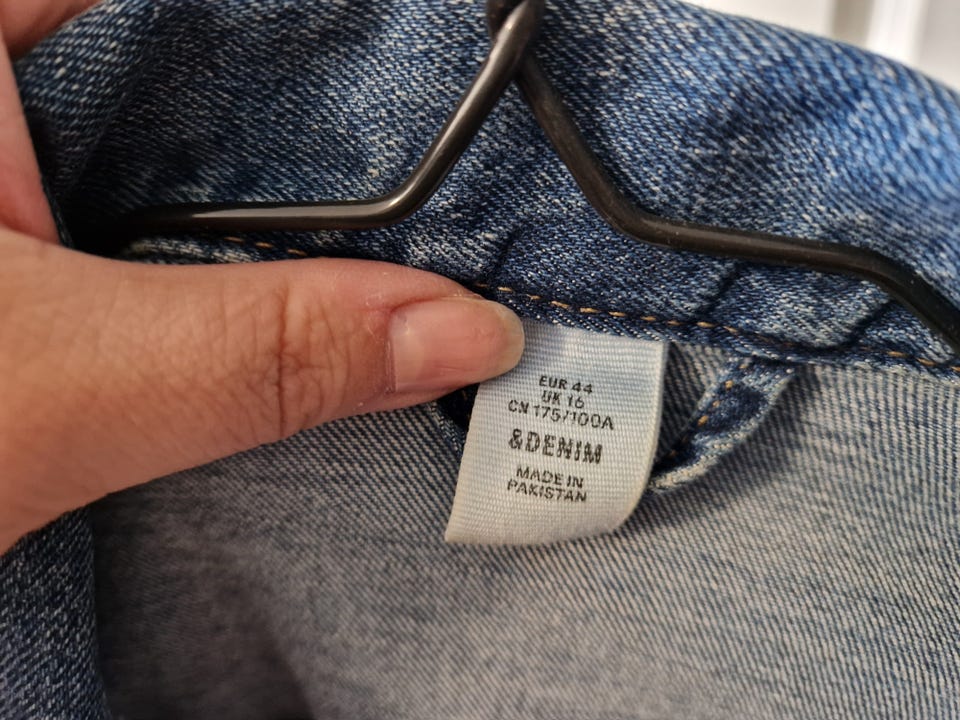 EUR 44
UK 16
CN 175/100A
&DENIM
MADE IN
PAKISTAN